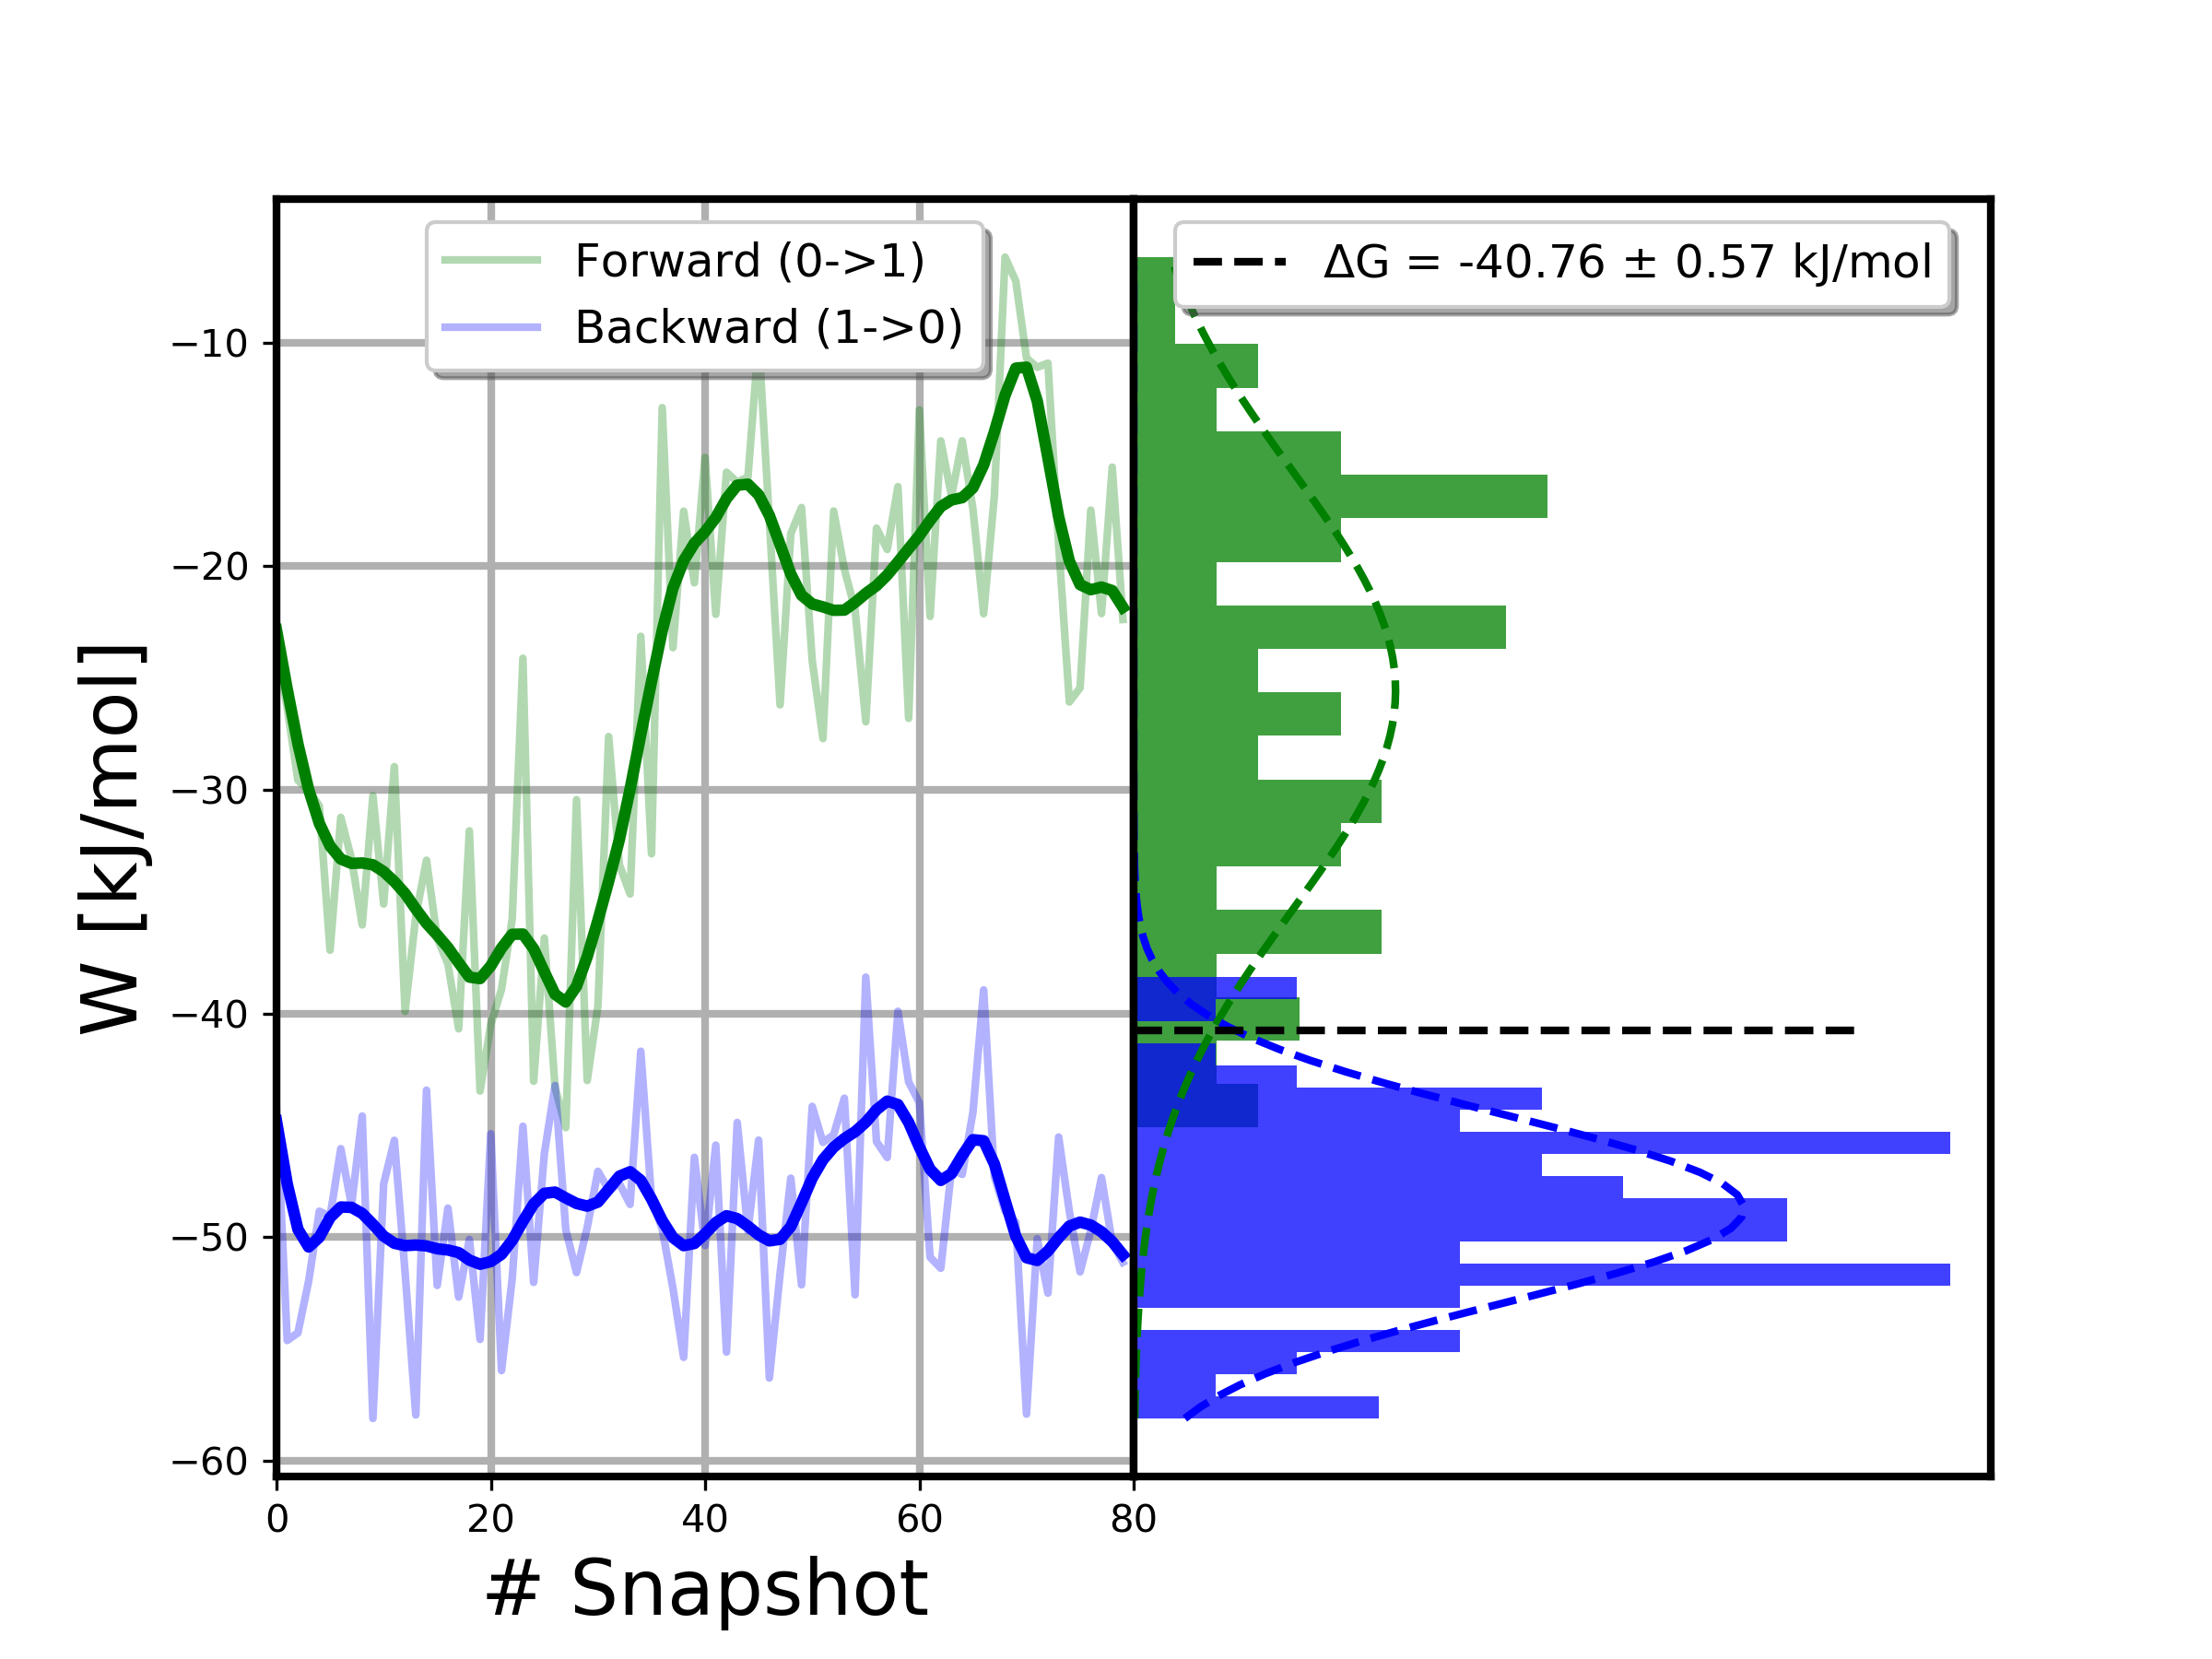 Forward (0->1)
Backward (1->0)
ΔG = -40.76 ± 0.57 kJ/mol
W [kJ/mol]
−10
−20
−30
−40
−50
−60
0 20 40 60 80
# Snapshot